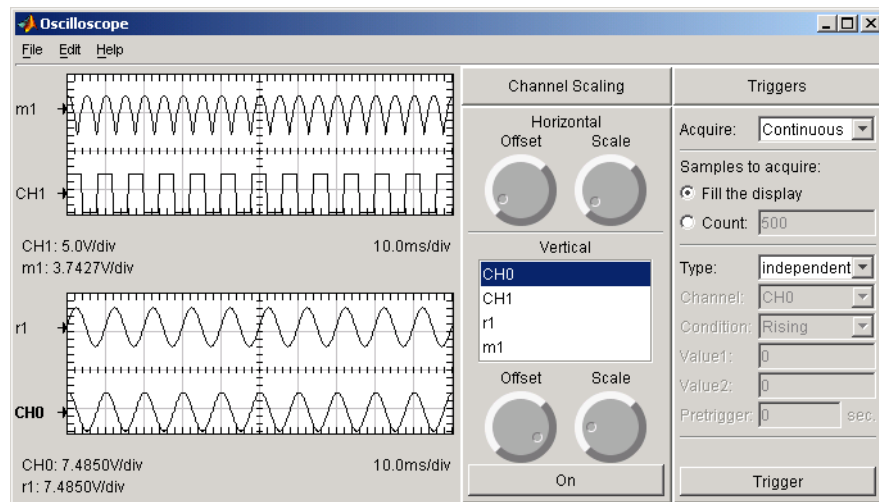 Oscilloscope
File Edit Help
m1
CH1
CH1: 5.0V/div 10.0ms/div
m1: 3.7427V/div
r1
CH0
CH0: 7.4850V/div 10.0ms/div
r1: 7.4850V/div
Channel Scaling
Horizontal
Offset Scale
Vertical
CH0
CH1
r1
m1
Offset Scale
On
Triggers
Acquire: Continuous
Samples to acquire:
Fill the display
Count: 500
Type: independent
Channel: CH0
Condition: Rising
Value1: 0
Value2: 0
Pretrigger: 0 sec.
Trigger